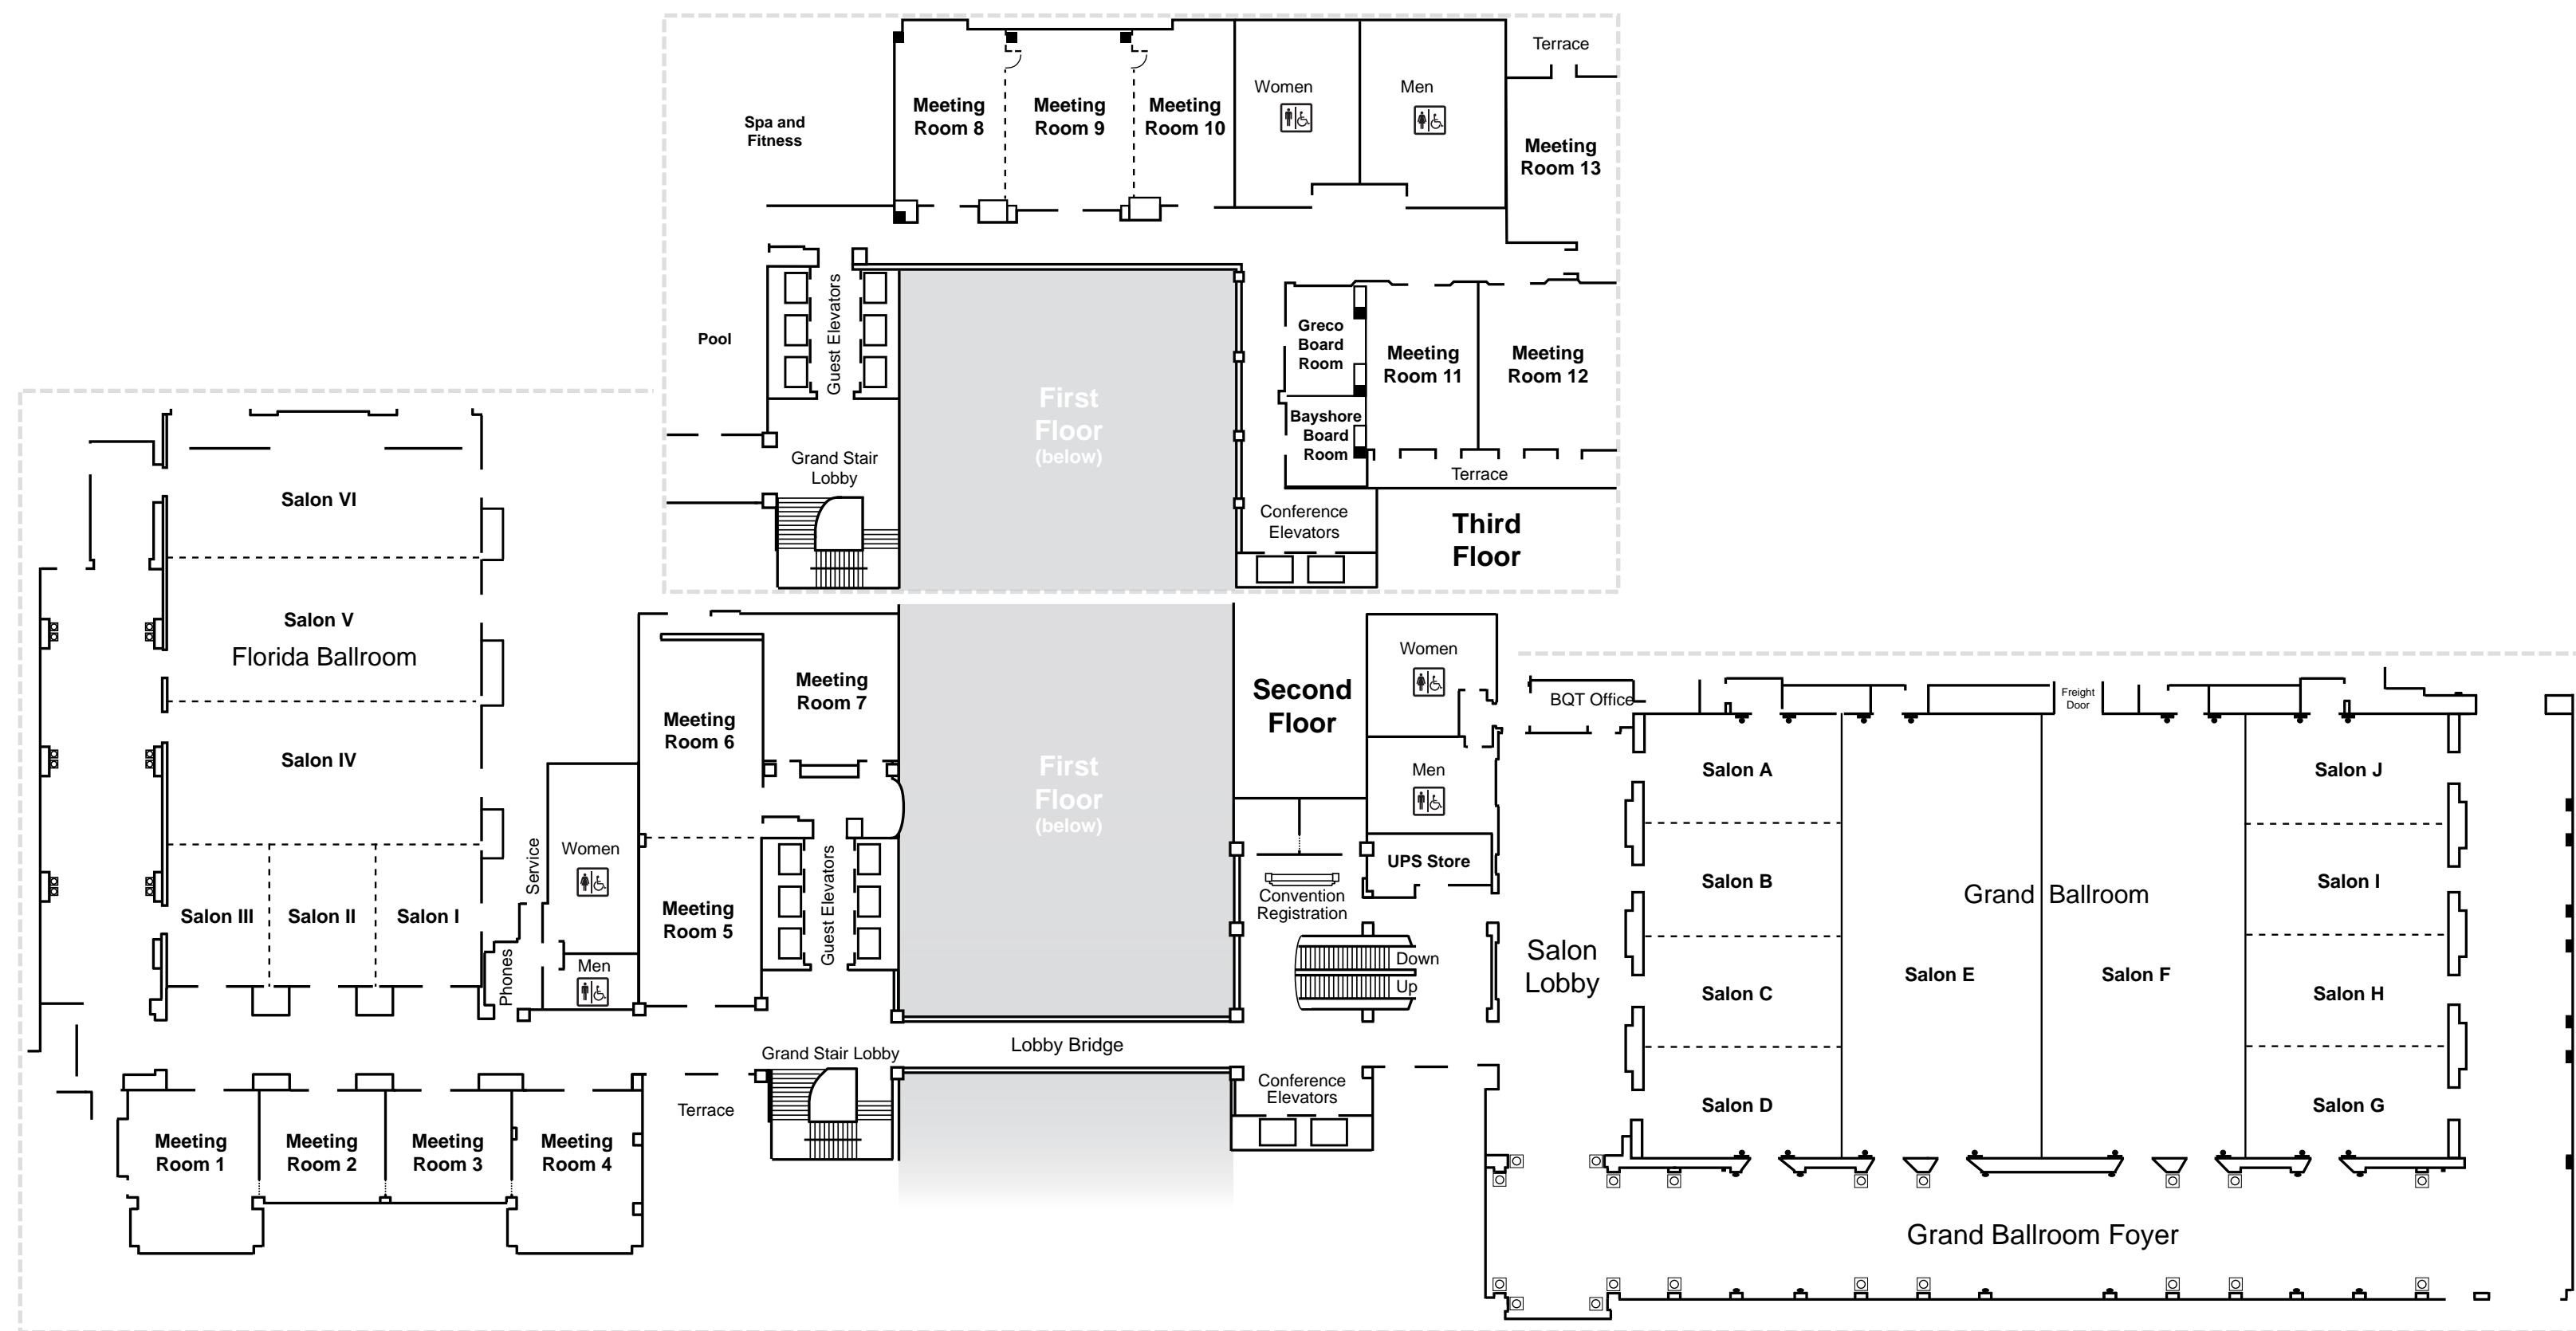 Terrace
Women
Men
Meeting
Room 8
Meeting
Room 9
Meeting
Room 10
Spa and
Fitness
Meeting
Room 13
Guest Elevators
Pool
Greco
Board
Room
Meeting
Room 11
Meeting
Room 12
First
Floor
(below)
Bayshore
Board
Room
Grand Stair
Lobby
Terrace
Conference
Elevators
Third
Floor
Salon VI
Salon V
Florida Ballroom
Salon IV
Salon III
Salon II
Salon I
Service
Phones
Women
Men
Meeting
Room 6
Meeting
Room 7
Meeting
Room 5
Guest Elevators
First
Floor
(below)
Second
Floor
Women
Men
UPS Store
Convention
Registration
Down
Up
Lobby Bridge
Grand Stair Lobby
Terrace
Conference
Elevators
Meeting
Room 1
Meeting
Room 2
Meeting
Room 3
Meeting
Room 4
BQT Office
Freight
Door
Salon
Lobby
Salon A
Salon B
Salon C
Salon D
Grand Ballroom
Salon E
Salon F
Salon J
Salon I
Salon H
Salon G
Grand Ballroom Foyer